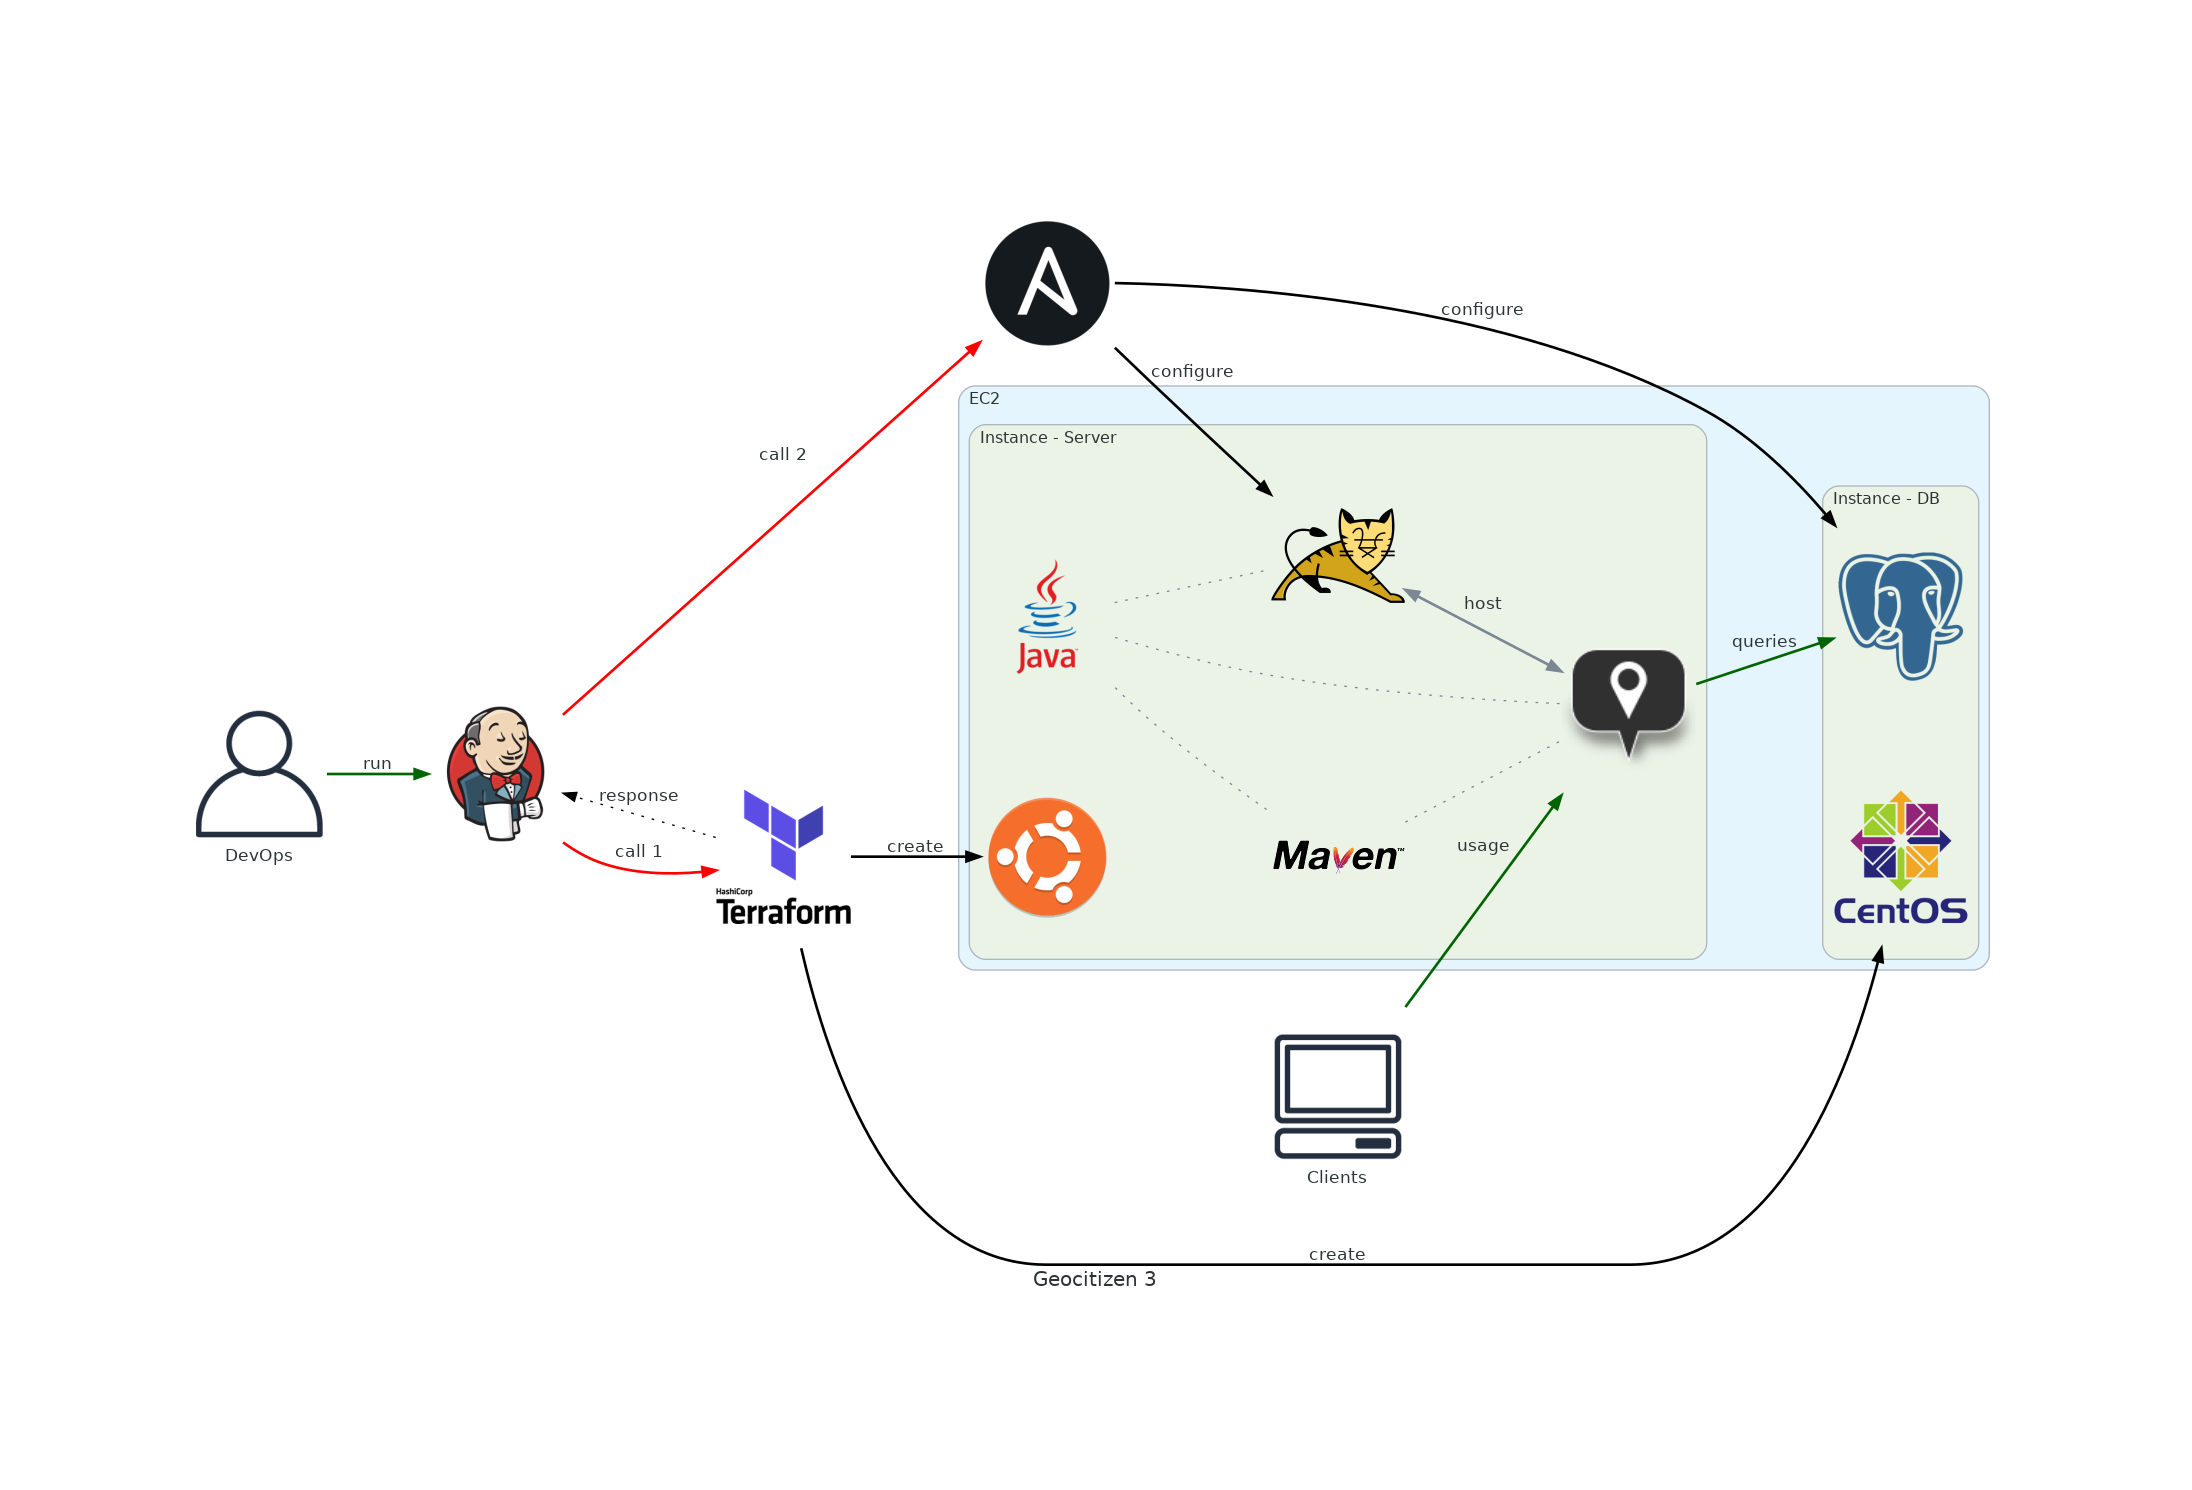 configure
configure
EC2
Instance - Server
call 2
Instance - DB
host
queries
Java
run
response
call 1
create
usage
DevOps
HashiCorp
Terraform
Maven™
CentOS
Clients
create
Geocitizen 3